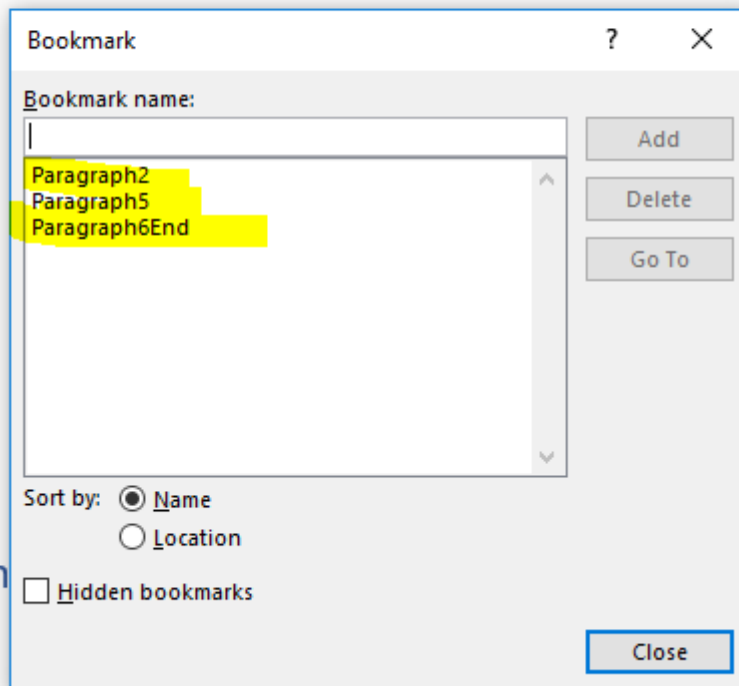 Bookmark ?
Bookmark name:
Add
Paragraph2
Paragraph5
Paragraph6End
Delete
Go To
Sort by: Name
Location
Hidden bookmarks
Close